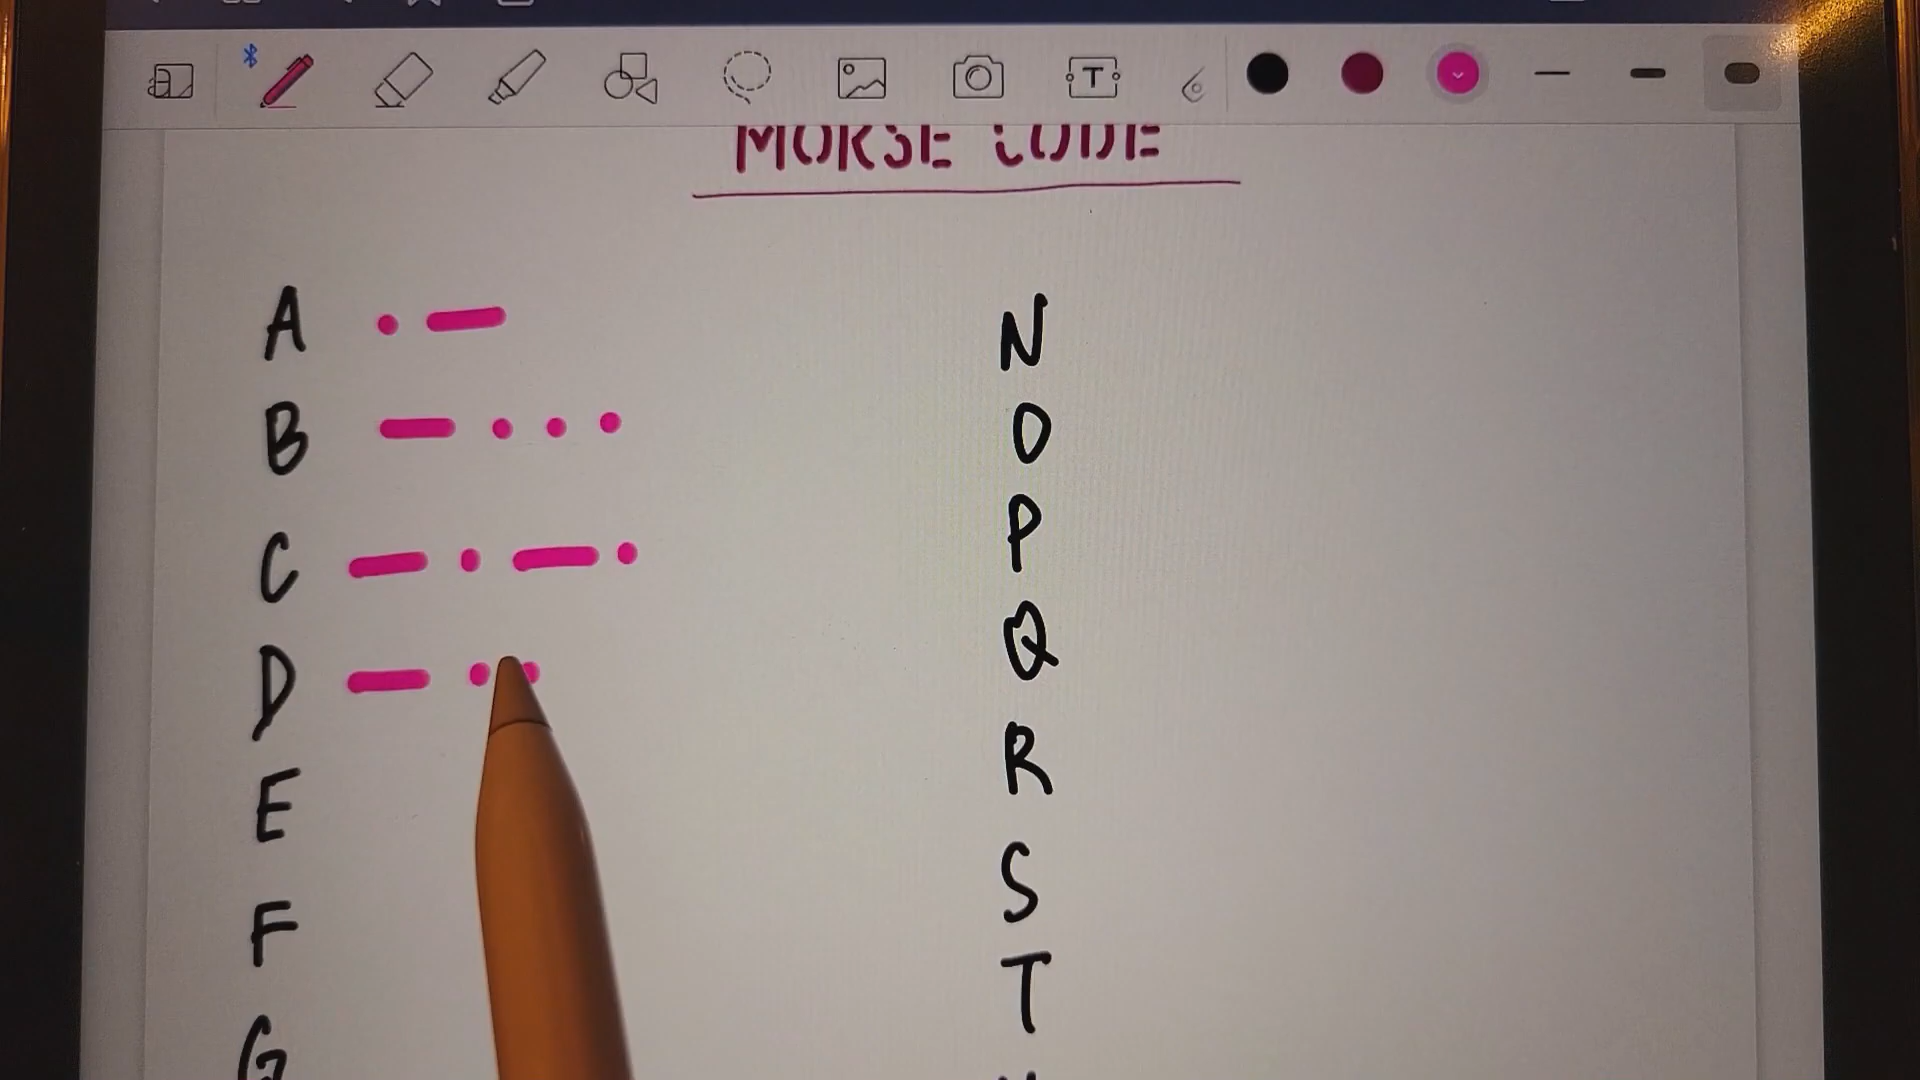 MORSE CODE
A . —
B — . . .
C — . — .
D — . .
E
F
G
N
O
P
Q
R
S
T